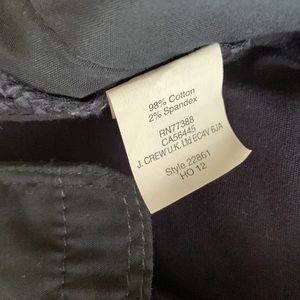 98% Cotton
2% Spandex
RN77388
CA56445
J. CREW U.K. Ltd EC4V 6JA
Style 22861
HO 12